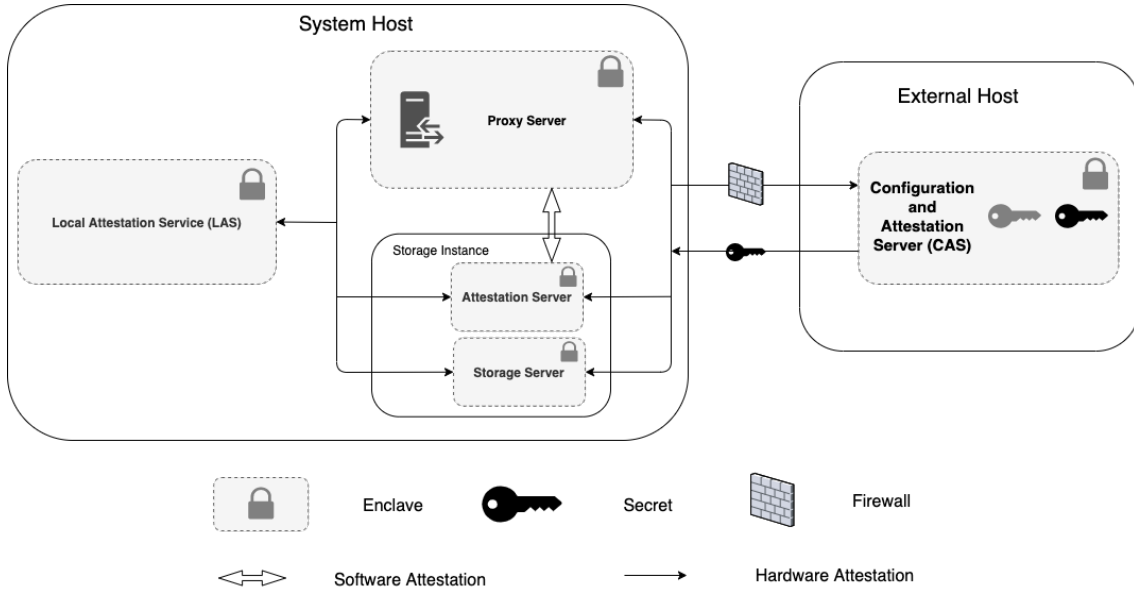 System Host
Proxy Server
External Host
Local Attestation Service (LAS)
Configuration
and
Attestation
Server (CAS)
Storage Instance
Attestation Server
Storage Server
Enclave
Secret
Firewall
Software Attestation
Hardware Attestation